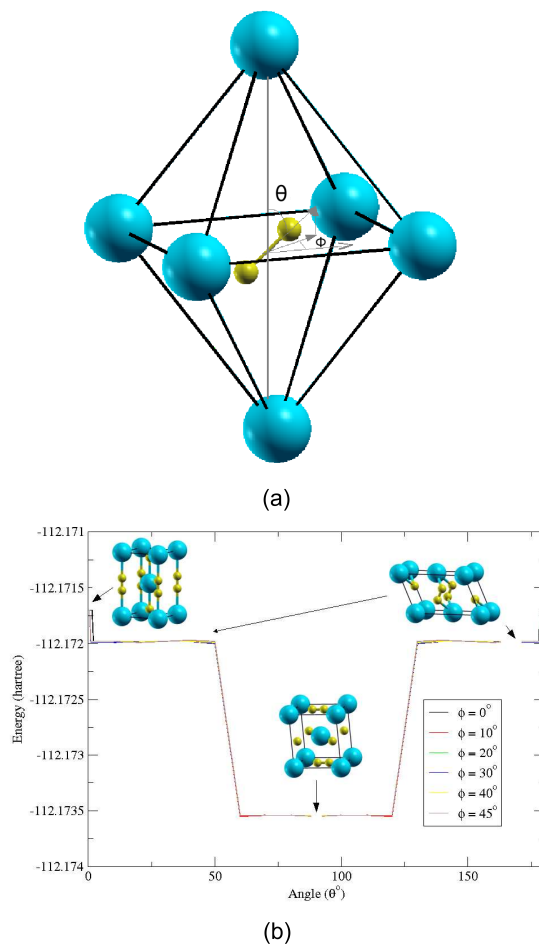 θ
Φ
(a)
-112.171
-112.1715
-112.172
-112.1725
-112.173
-112.1735
-112.174
Energy (hartree)
ϕ = 0°
ϕ = 10°
ϕ = 20°
ϕ = 30°
ϕ = 40°
ϕ = 45°
0
50
100
150
Angle (θ°)
(b)